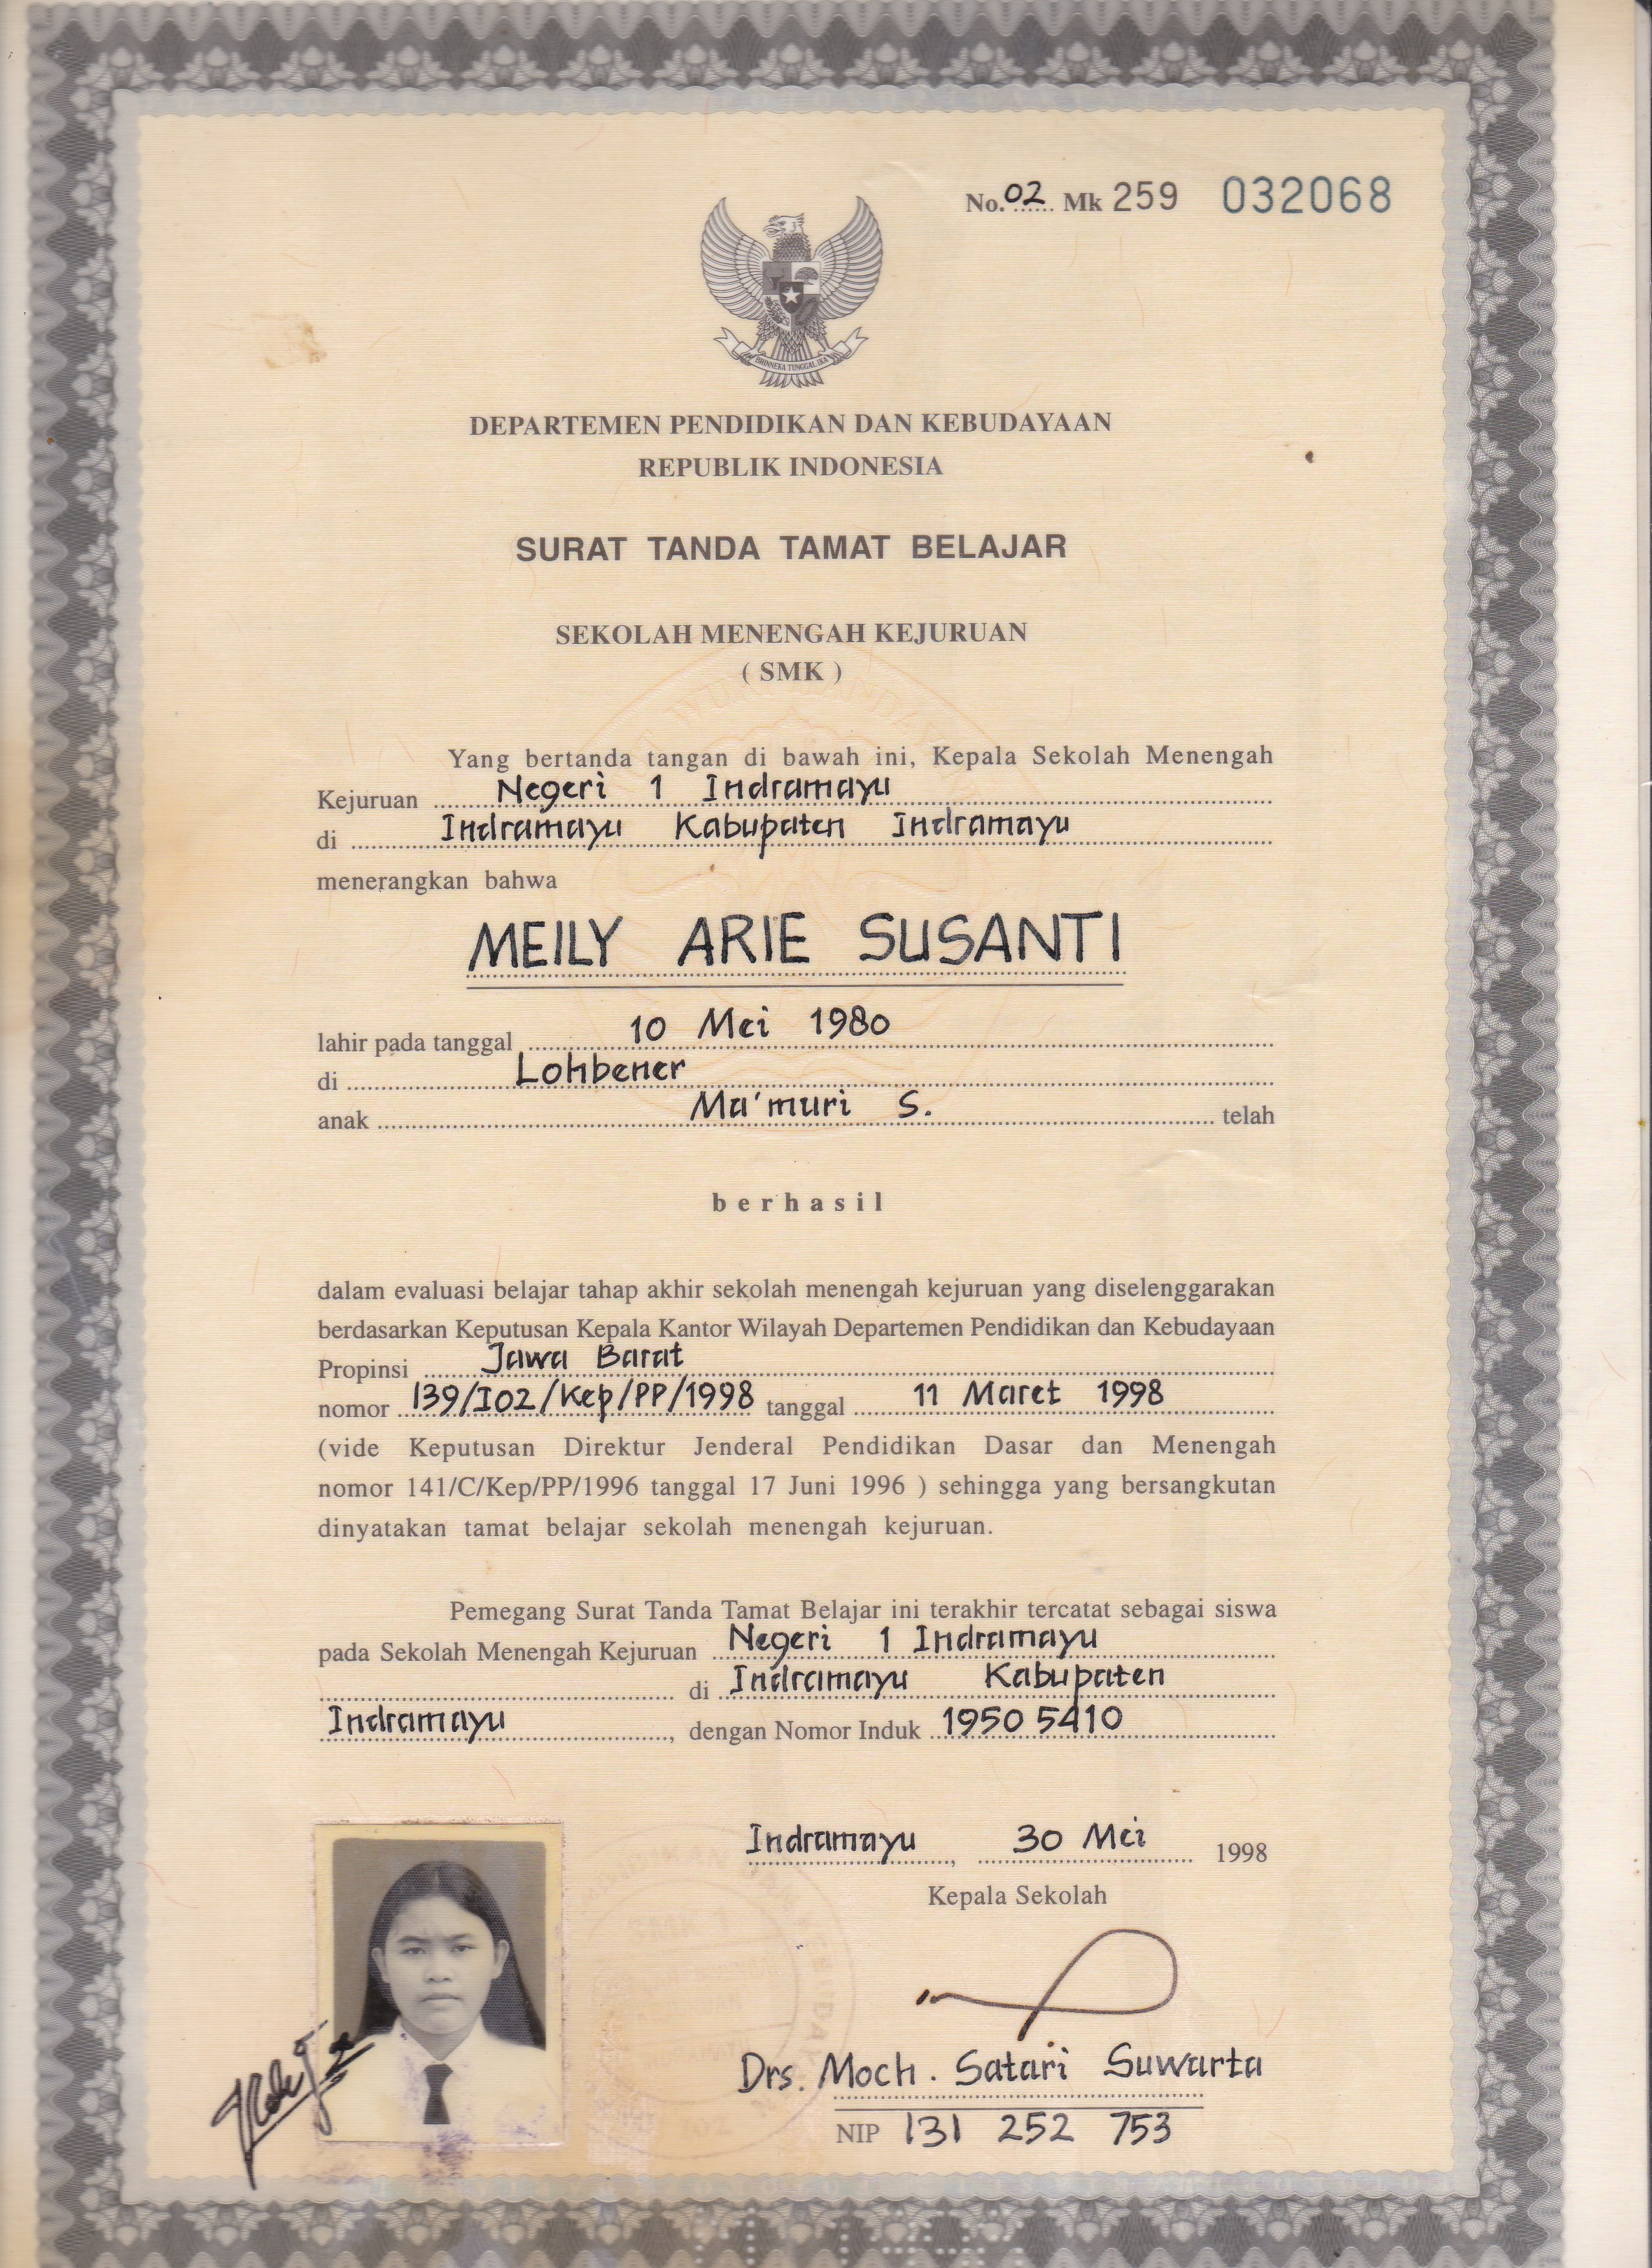 No. 02 Mk 259 032068
BHINNEKA TUNGGAL IKA
DEPARTEMEN PENDIDIKAN DAN KEBUDAYAAN
REPUBLIK INDONESIA
SURAT TANDA TAMAT BELAJAR
SEKOLAH MENENGAH KEJURUAN
( SMK )
Yang bertanda tangan di bawah ini, Kepala Sekolah Menengah
Kejuruan Negeri 1 Indramayu
di Indramayu Kabupaten Indramayu
menerangkan bahwa
MEILY ARIE SUSANTI
lahir pada tanggal 10 Mei 1980
di Lohbener
anak Ma'muri S. telah
berhasil
dalam evaluasi belajar tahap akhir sekolah menengah kejuruan yang diselenggarakan
berdasarkan Keputusan Kepala Kantor Wilayah Departemen Pendidikan dan Kebudayaan
Propinsi Jawa Barat
nomor 139/I02/Kep/PP/1998 tanggal 11 Maret 1998
(vide Keputusan Direktur Jenderal Pendidikan Dasar dan Menengah
nomor 141/C/Kep/PP/1996 tanggal 17 Juni 1996 ) sehingga yang bersangkutan
dinyatakan tamat belajar sekolah menengah kejuruan.
Pemegang Surat Tanda Tamat Belajar ini terakhir tercatat sebagai siswa
pada Sekolah Menengah Kejuruan Negeri 1 Indramayu
di Indramayu Kabupaten
Indramayu, dengan Nomor Induk 1950 5410
Indramayu, 30 Mei 1998
Kepala Sekolah
Drs. Moch. Satari Suwarta
NIP 131 252 753